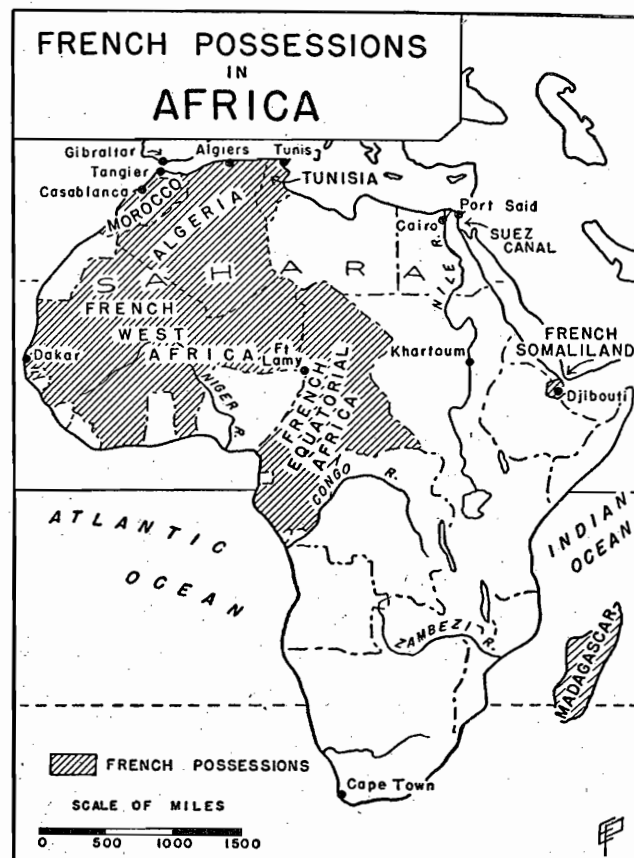 FRENCH POSSESSIONS
IN
AFRICA
Gibraltar
Algiers
Tunis
Tangier
Casablanca
TUNISIA
MOROCCO
ALGERIA
Port Said
Cairo
SUEZ
CANAL
NILE R.
SAHARA
FRENCH
WEST
AFRICA
Dakar
Ft
Lamy
Khartoum
FRENCH
SOMALILAND
Djibouti
NIGER R.
FRENCH
EQUATORIAL
AFRICA
CONGO R.
ATLANTIC
OCEAN
INDIAN
OCEAN
ZAMBEZI R.
MADAGASCAR
FRENCH POSSESSIONS
Cape Town
SCALE OF MILES
0 500 1000 1500